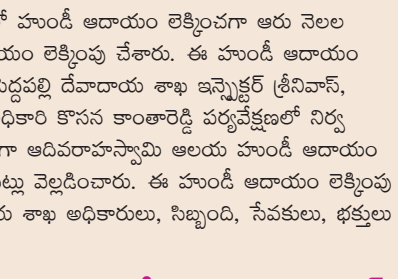 హుండీ ఆదాయం లెక్కించగా ఆరు నెలల
లెక్కింపు చేశారు. ఈ హుండీ ఆదాయం
దేవాదాయ శాఖ ఇన్స్పెక్టర్ శ్రీనివాస్,
కొసన కాంతారెడ్డి పర్యవేక్షణలో నిర్వ
ఆదివరాహస్వామి ఆలయ హుండీ ఆదాయం
వెల్లడించారు. ఈ హుండీ ఆదాయం లెక్కింపు
శాఖ అధికారులు, సిబ్బంది, సేవకులు, భక్తులు